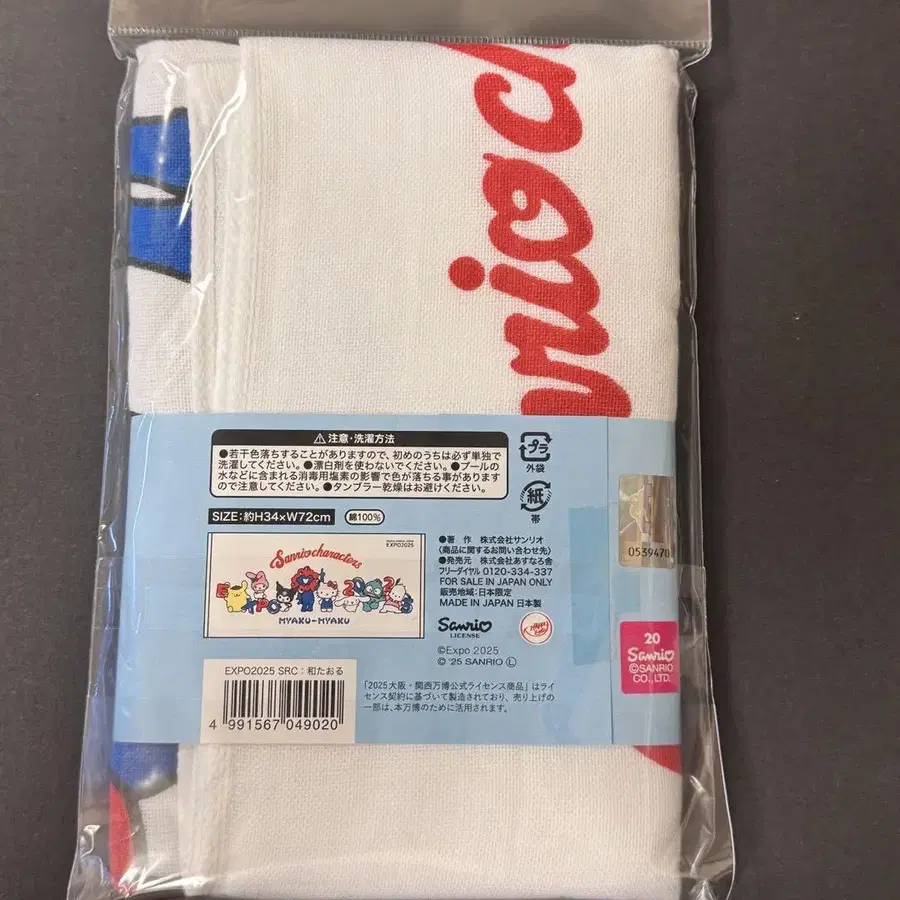 rioch
⚠注意・洗濯方法
●若干色落ちすることがありますので、初めのうちは必ず単独で
洗濯してください。●漂白剤を使わないでください。●プールの
水などに含まれる消毒用塩素の影響で色が落ちる事があります
ので注意してください。●タンブラー乾燥はお避けください。
プラ
外袋
紙
帯
SIZE:約H34×W72cm
綿100%
EXPO2025
Sanriocharacters
EXPO 2025
MYAKU-MYAKU
●著 作 株式会社サンリオ
〈商品に関するお問い合わせ先〉
●発売元 株式会社あすなろ舎
フリーダイヤル 0120-334-337
FOR SALE IN JAPAN ONLY
販売地域:日本限定
MADE IN JAPAN 日本製
Sanrio
LICENSE
©Expo 2025
© '25 SANRIO Ⓛ
0539470
20
Sanrio
©SANRIO
CO., LTD.
EXPO2025 SRC:和たおる
4 991567 049020
「2025大阪・関西万博公式ライセンス商品」はライ
センス契約に基づいて製造されており、売り上げの
一部は、本万博のために活用されます。